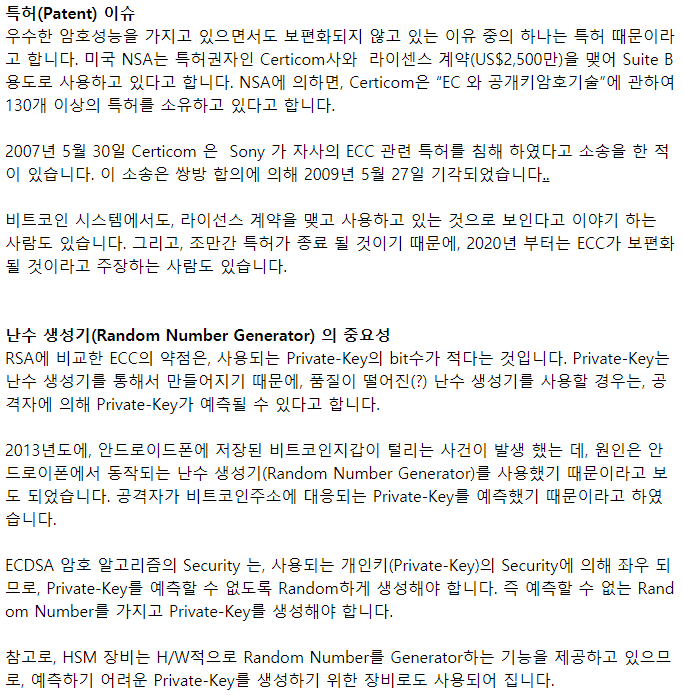 특허(Patent) 이슈
우수한 암호성능을 가지고 있으면서도 보편화되지 않고 있는 이유 중의 하나는 특허 때문이라
고 합니다. 미국 NSA는 특허권자인 Certicom사와  라이센스 계약(US$2,500만)을 맺어 Suite B
용도로 사용하고 있다고 합니다. NSA에 의하면, Certicom은 “EC 와 공개키암호기술”에 관하여
130개 이상의 특허를 소유하고 있다고 합니다.
2007년 5월 30일 Certicom 은  Sony 가 자사의 ECC 관련 특허를 침해 하였다고 소송을 한 적
이 있습니다. 이 소송은 쌍방 합의에 의해 2009년 5월 27일 기각되었습니다..
비트코인 시스템에서도, 라이선스 계약을 맺고 사용하고 있는 것으로 보인다고 이야기 하는
사람도 있습니다. 그리고, 조만간 특허가 종료 될 것이기 때문에, 2020년 부터는 ECC가 보편화
될 것이라고 주장하는 사람도 있습니다.
난수 생성기(Random Number Generator) 의 중요성
RSA에 비교한 ECC의 약점은, 사용되는 Private-Key의 bit수가 적다는 것입니다. Private-Key는
난수 생성기를 통해서 만들어지기 때문에, 품질이 떨어진(?) 난수 생성기를 사용할 경우는, 공
격자에 의해 Private-Key가 예측될 수 있다고 합니다.
2013년도에, 안드로이드폰에 저장된 비트코인지갑이 털리는 사건이 발생 했는 데, 원인은 안
드로이폰에서 동작되는 난수 생성기(Random Number Generator)를 사용했기 때문이라고 보
도 되었습니다. 공격자가 비트코인주소에 대응되는 Private-Key를 예측했기 때문이라고 하였
습니다.
ECDSA 암호 알고리즘의 Security 는, 사용되는 개인키(Private-Key)의 Security에 의해 좌우 되
므로, Private-Key를 예측할 수 없도록 Random하게 생성해야 합니다. 즉 예측할 수 없는 Rand
om Number를 가지고 Private-Key를 생성해야 합니다.
참고로, HSM 장비는 H/W적으로 Random Number를 Generator하는 기능을 제공하고 있으므
로, 예측하기 어려운 Private-Key를 생성하기 위한 장비로도 사용되어 집니다.